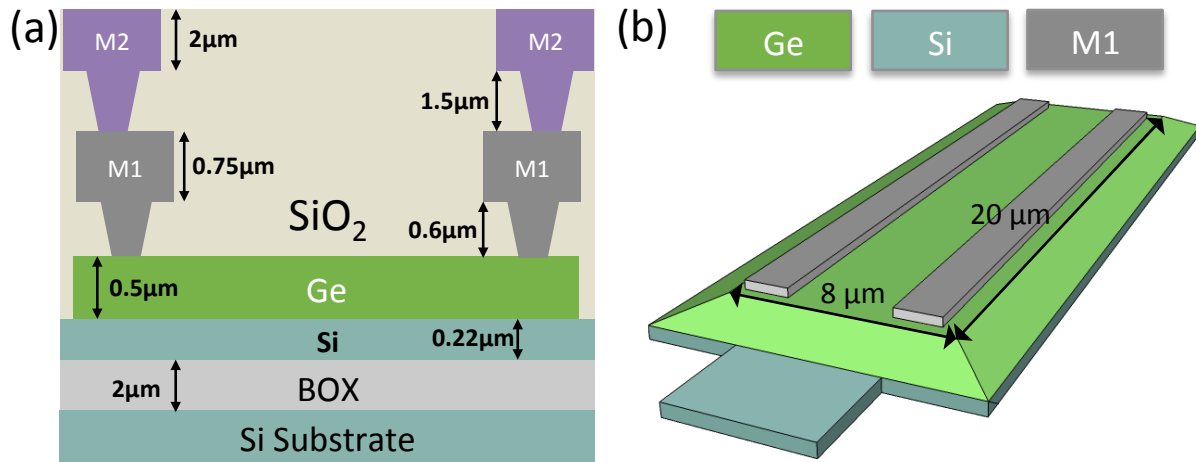 (a)
M2
2μm
M2
1.5μm
M1
0.75μm
M1
SiO2
0.6μm
0.5μm
Ge
Si
0.22μm
2μm
BOX
Si Substrate
(b)
Ge
Si
M1
20 μm
8 μm